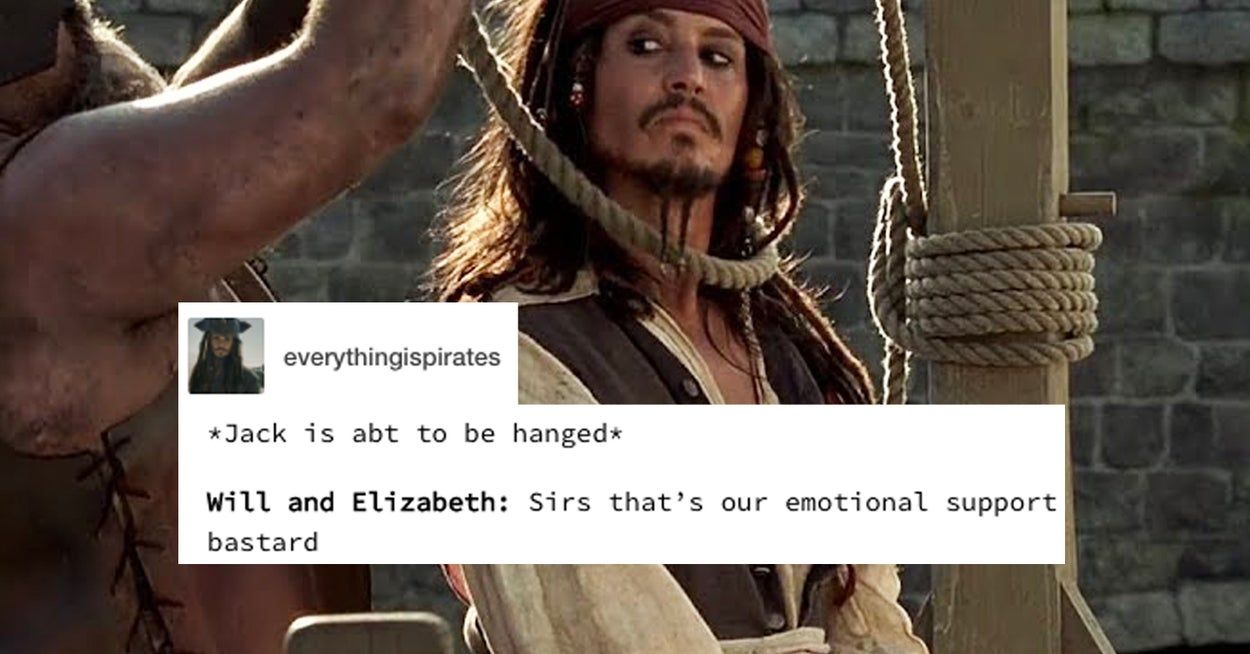 everythingispirates
*Jack is abt to be hanged*
Will and Elizabeth: Sirs that’s our emotional support
bastard